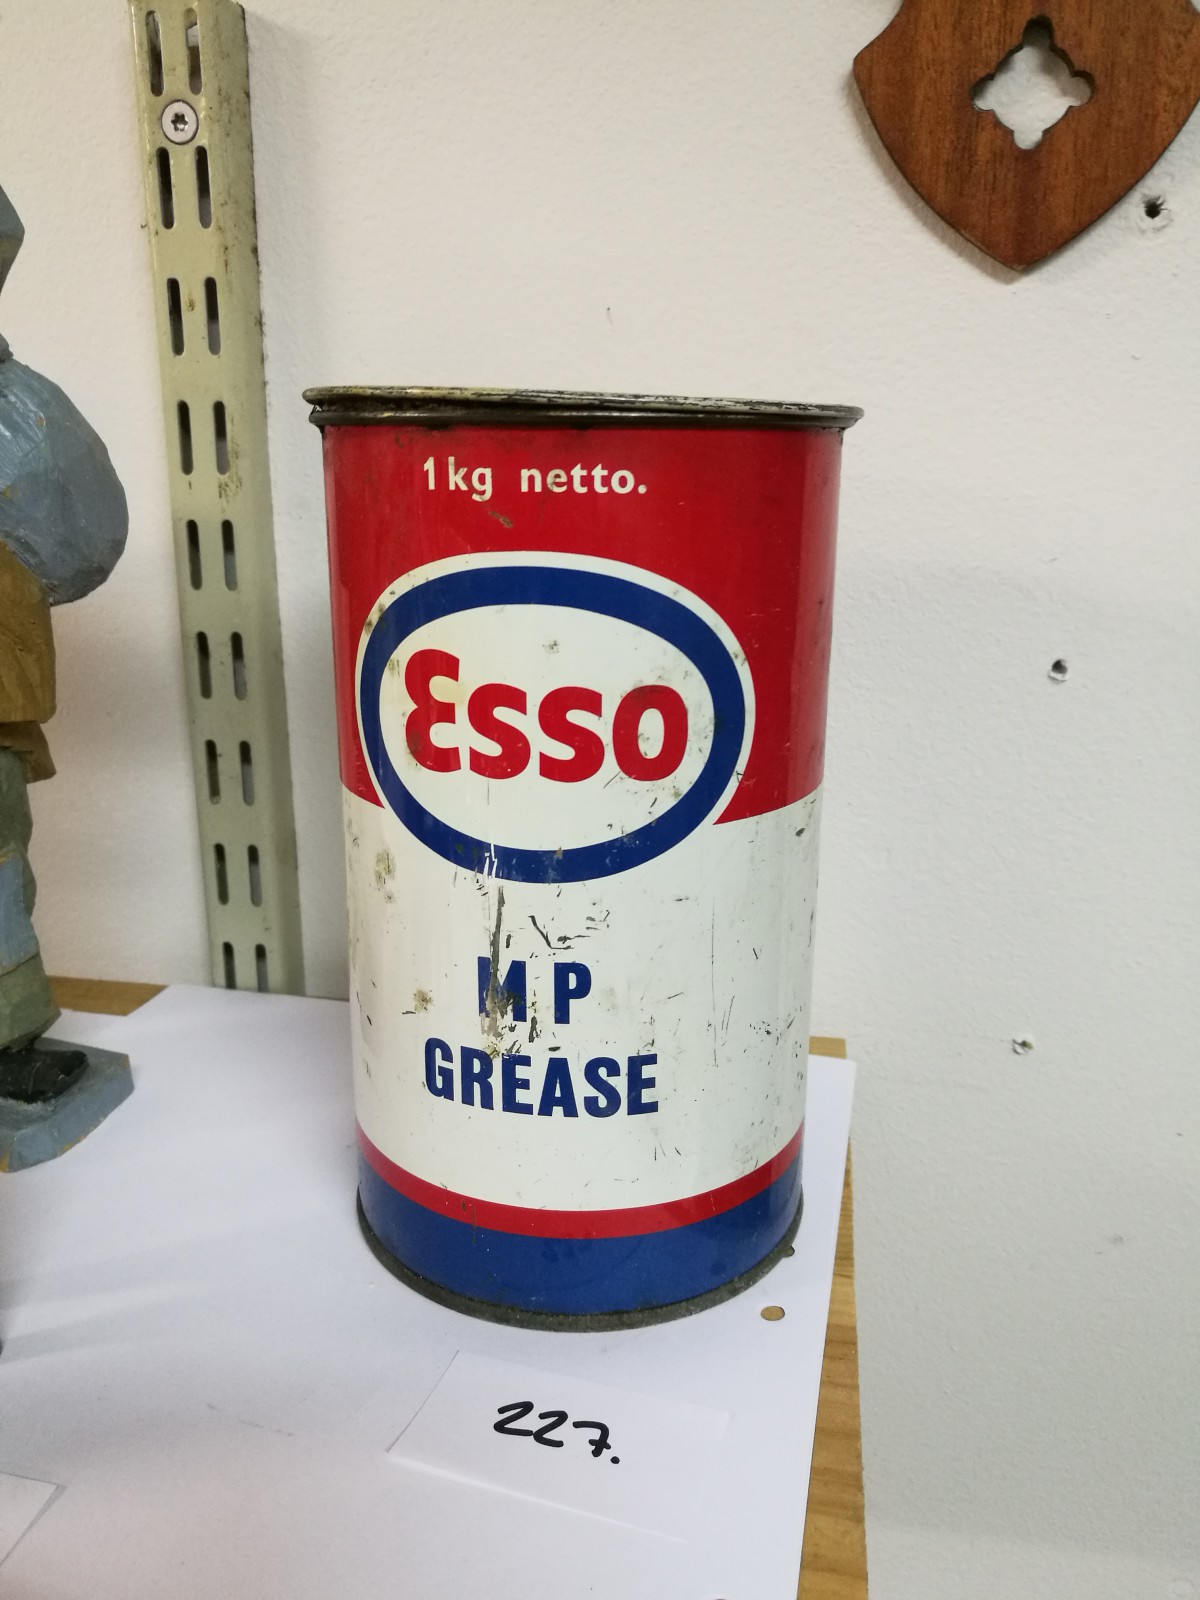 1kg netto.
Esso
MP
GREASE
227.